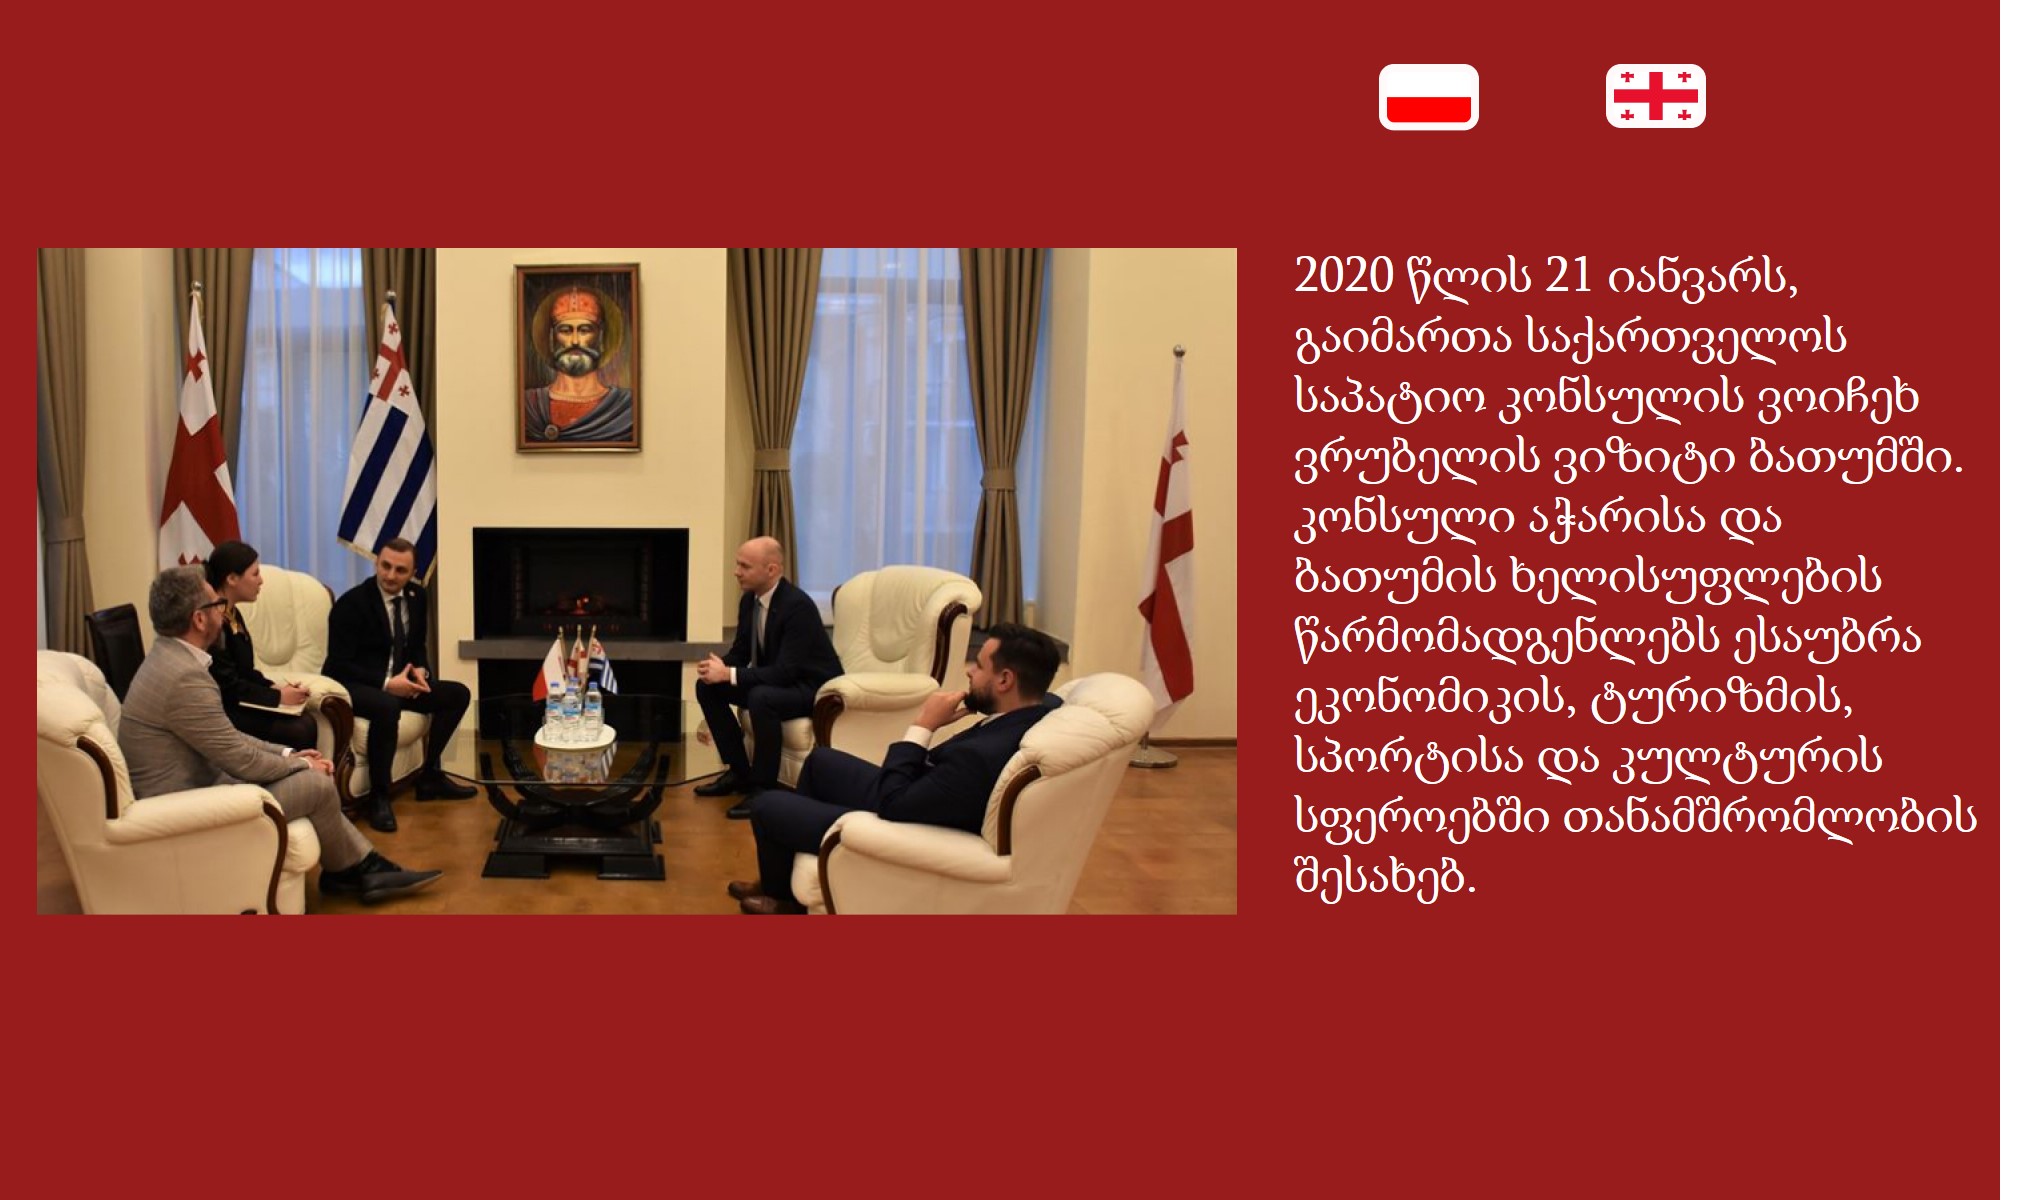 2020 წლის 21 იანვარს,
გაიმართა საქართველოს
საპატიო კონსულის ვოიჩეხ
ვრუბელის ვიზიტი ბათუმში.
კონსული აჭარისა და
ბათუმის ხელისუფლების
წარმომადგენლებს ესაუბრა
ეკონომიკის, ტურიზმის,
სპორტისა და კულტურის
სფეროებში თანამშრომლობის
შესახებ.